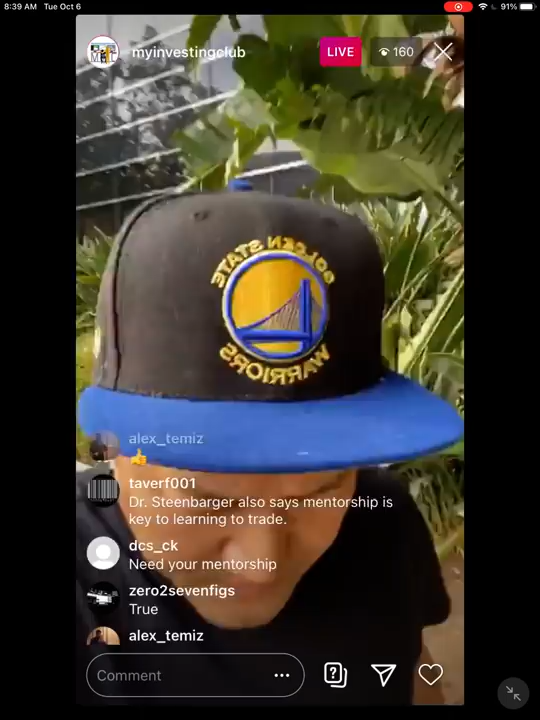 8:39 AM Tue Oct 6
91%
myinvestingclub
LIVE
160
GOLDEN STATE
WARRIORS
alex_temiz
👍
taverf001
Dr. Steenbarger also says mentorship is
key to learning to trade.
dcs_ck
Need your mentorship
zero2sevenfigs
True
alex_temiz
Comment